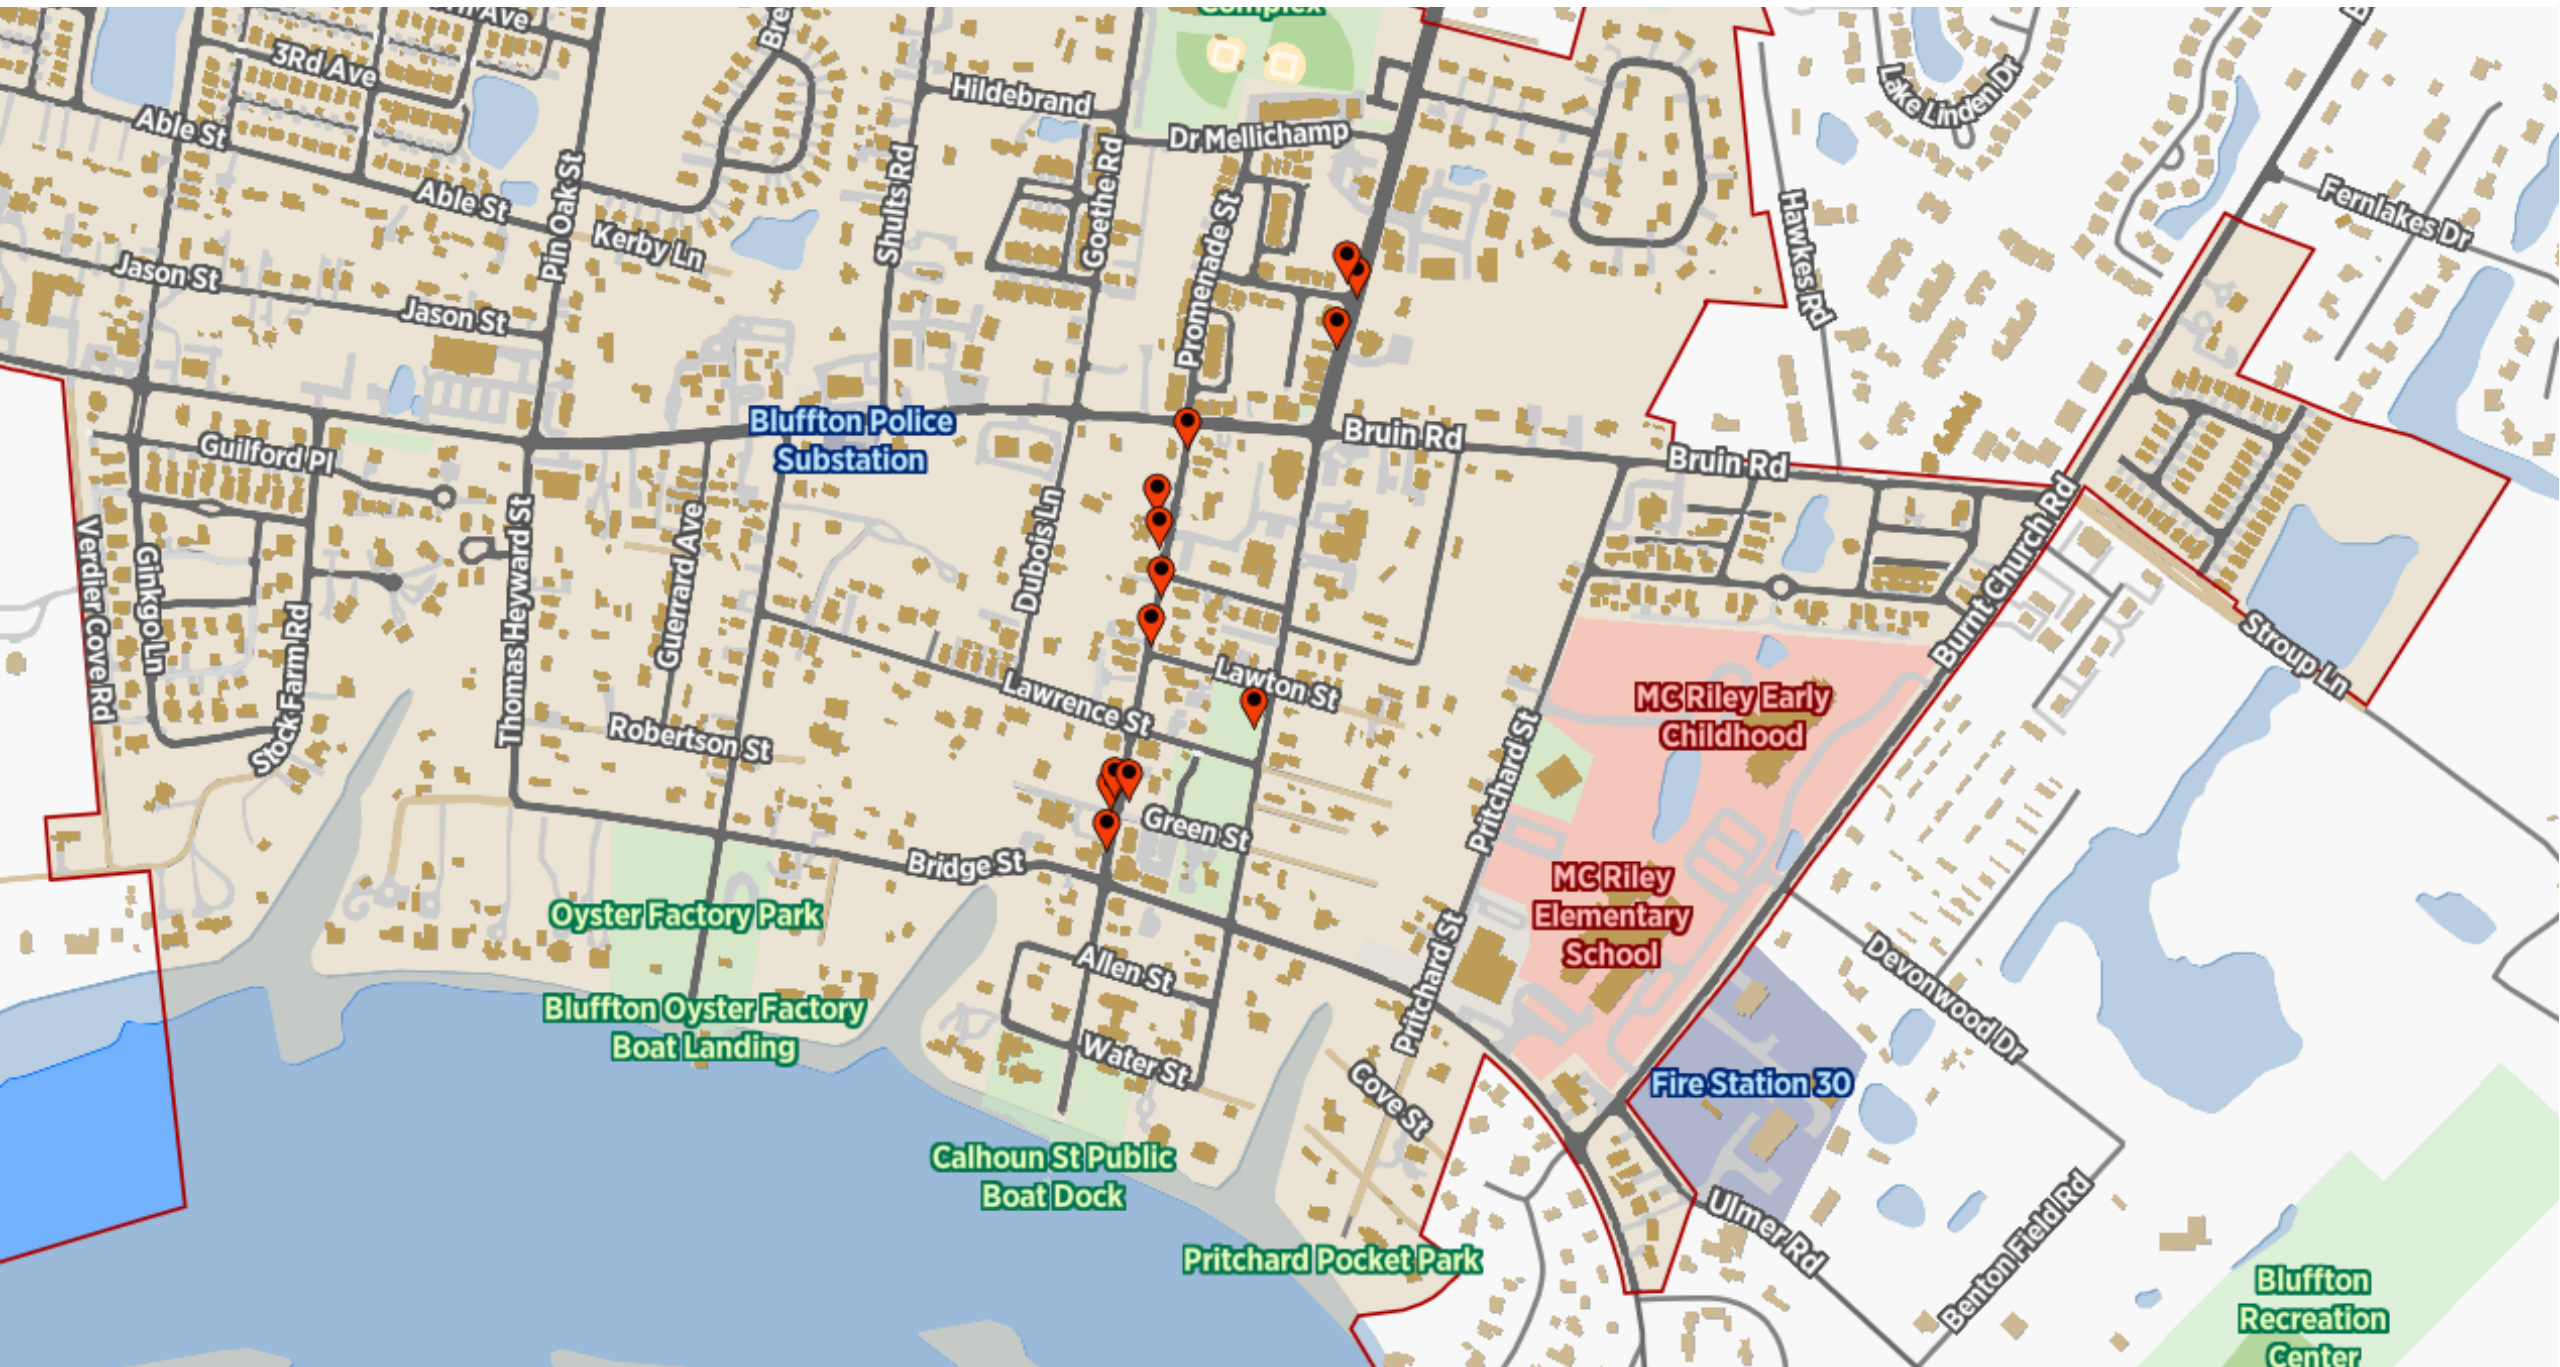 Complex
3Rd Ave
Hildebrand
Able St
Dr Mellichamp
Lake Linden Dr
Able St
Pin Oak St
Shults Rd
Goethe Rd
Promenade St
Kerby Ln
Hawkes Rd
Fernlakes Dr
Jason St
Jason St
Bluffton Police
Substation
Bruin Rd
Bruin Rd
Guilford Pl
Verdier Cove Rd
Ginkgo Ln
Stock Farm Rd
Thomas Heyward St
Guerrard Ave
Dubois Ln
Burnt Church Rd
Stroup Ln
Lawton St
Lawrence St
Robertson St
MC Riley Early
Childhood
Pritchard St
Green St
Bridge St
MC Riley
Elementary
School
Oyster Factory Park
Allen St
Pritchard St
Devonwood Dr
Bluffton Oyster Factory
Boat Landing
Water St
Cove St
Fire Station 30
Calhoun St Public
Boat Dock
Ulmer Rd
Benton Field Rd
Pritchard Pocket Park
Bluffton
Recreation
Center